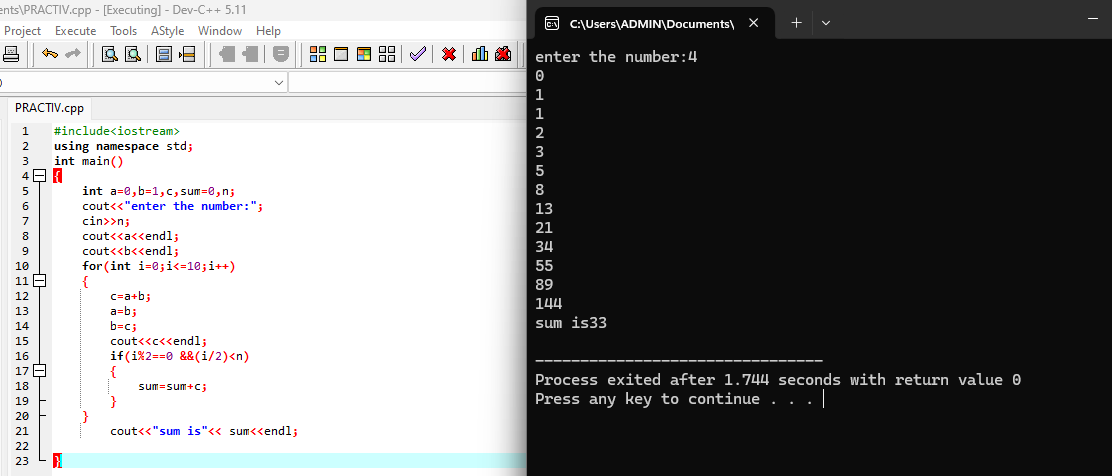 ents\PRACTIV.cpp - [Executing] - Dev-C++ 5.11
Project Execute Tools AStyle Window Help
PRACTIV.cpp
1 #include<iostream>
2 using namespace std;
3 int main()
4 {
5 int a=0,b=1,c,sum=0,n;
6 cout<<"enter the number:";
7 cin>>n;
8 cout<<a<<endl;
9 cout<<b<<endl;
10 for(int i=0;i<=10;i++)
11 {
12 c=a+b;
13 a=b;
14 b=c;
15 cout<<c<<endl;
16 if(i%2==0 &&(i/2)<n)
17 {
18 sum=sum+c;
19 }
20 }
21 cout<<"sum is"<< sum<<endl;
22
23 }
C:\Users\ADMIN\Documents\
enter the number:4
0
1
1
2
3
5
8
13
21
34
55
89
144
sum is33
--------------------------------
Process exited after 1.744 seconds with return value 0
Press any key to continue . . .